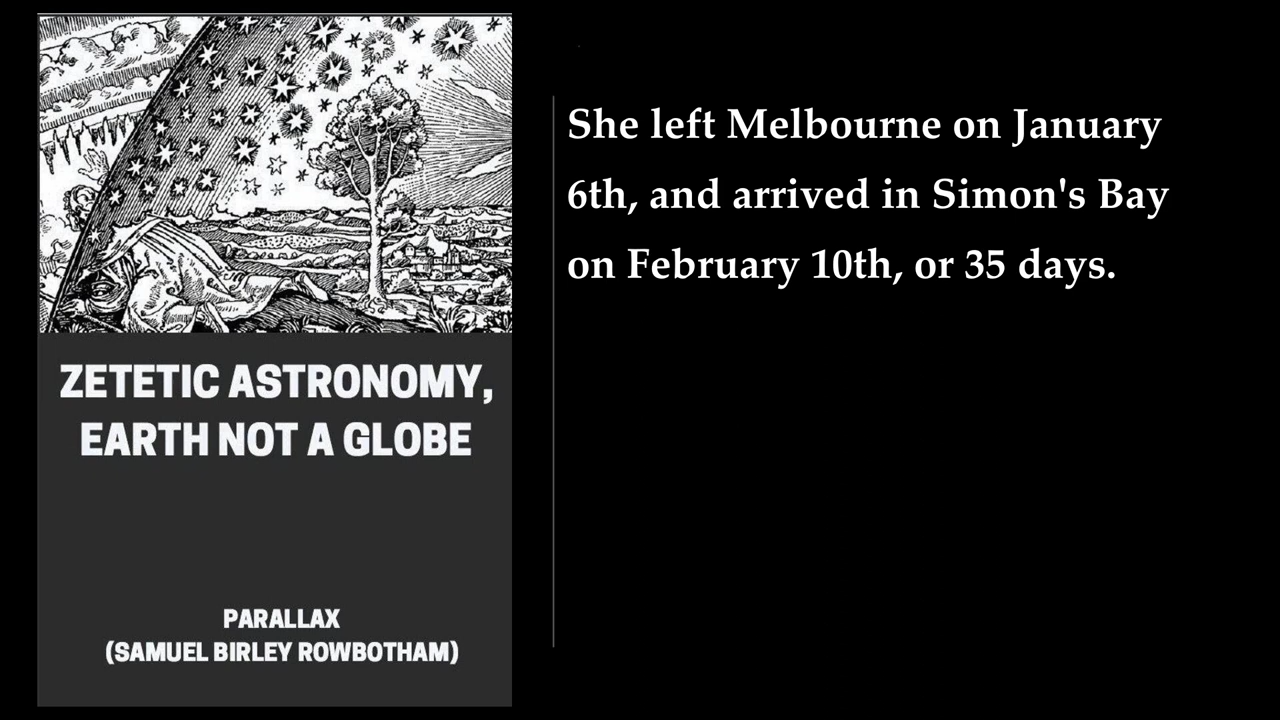 ZETETIC ASTRONOMY,
EARTH NOT A GLOBE
PARALLAX
(SAMUEL BIRLEY ROWBOTHAM)
She left Melbourne on January
6th, and arrived in Simon's Bay
on February 10th, or 35 days.